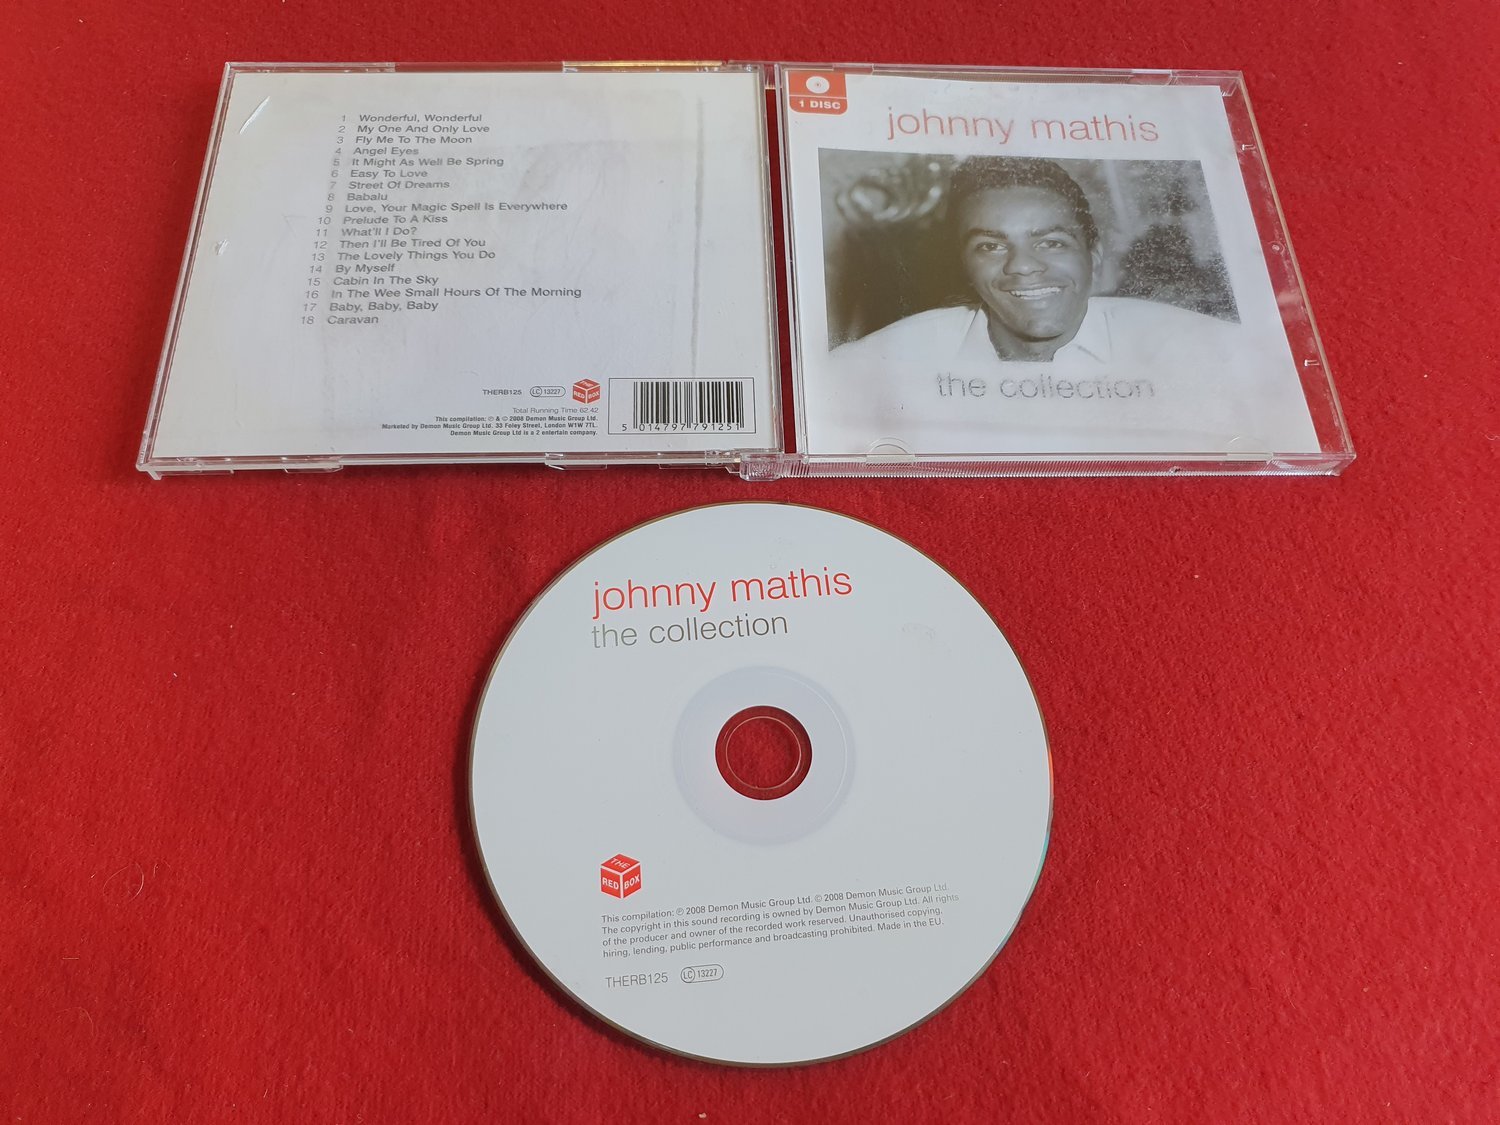 1 Wonderful, Wonderful
2 My One And Only Love
3 Fly Me To The Moon
4 Angel Eyes
5 It Might As Well Be Spring
6 Easy To Love
7 Street Of Dreams
8 Babalu
9 Love, Your Magic Spell Is Everywhere
10 Prelude To A Kiss
11 What'll I Do?
12 Then I'll Be Tired Of You
13 The Lovely Things You Do
14 By Myself
15 Cabin In The Sky
16 In The Wee Small Hours Of The Morning
17 Baby, Baby, Baby
18 Caravan
THERB125 LC 13227
THE RED BOX
Total Running Time 62.42
This compilation: ℗ & © 2008 Demon Music Group Ltd.
Marketed by Demon Music Group Ltd. 33 Foley Street, London W1W 7TL.
Demon Music Group Ltd is a 2 entertain company.
5 014797 791251
1 DISC
johnny mathis
the collection
johnny mathis
the collection
THE
RED BOX
This compilation: ℗ 2008 Demon Music Group Ltd. © 2008 Demon Music Group Ltd.
The copyright in this sound recording is owned by Demon Music Group Ltd. All rights
of the producer and owner of the recorded work reserved. Unauthorised copying,
hiring, lending, public performance and broadcasting prohibited. Made in the EU.
THERB125 LC 13227